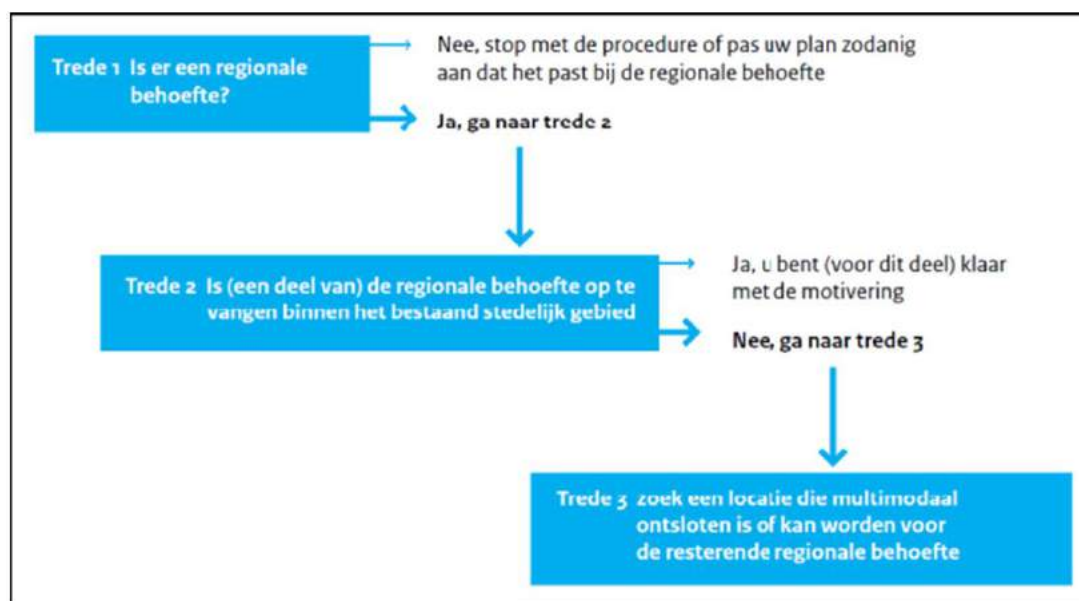 Trede 1 Is er een regionale
behoefte?
Nee, stop met de procedure of pas uw plan zodanig
aan dat het past bij de regionale behoefte
Ja, ga naar trede 2
Trede 2 Is (een deel van) de regionale behoefte op te
vangen binnen het bestaand stedelijk gebied
Ja, u bent (voor dit deel) klaar
met de motivering
Nee, ga naar trede 3
Trede 3 zoek een locatie die multimodaal
ontsloten is of kan worden voor
de resterende regionale behoefte